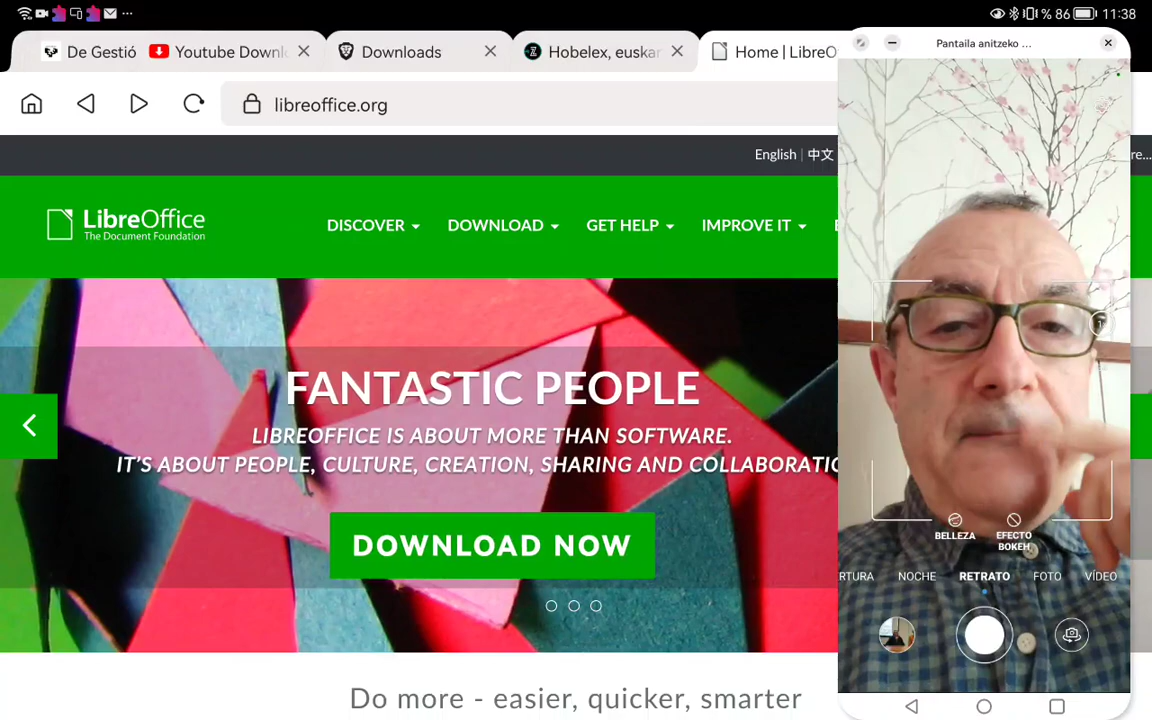 % 86 11:38
De Gestió Youtube Downl Downloads Hobelex, euskar Home | LibreO
Pantaila anitzeko ...
libreoffice.org
English | 中文
re...
LibreOffice
The Document Foundation
DISCOVER DOWNLOAD GET HELP IMPROVE IT
FANTASTIC PEOPLE
LIBREOFFICE IS ABOUT MORE THAN SOFTWARE.
IT'S ABOUT PEOPLE, CULTURE, CREATION, SHARING AND COLLABORATIO
DOWNLOAD NOW
BELLEZA EFECTO
BOKEH
RTURA NOCHE RETRATO FOTO VÍDEO
Do more - easier, quicker, smarter